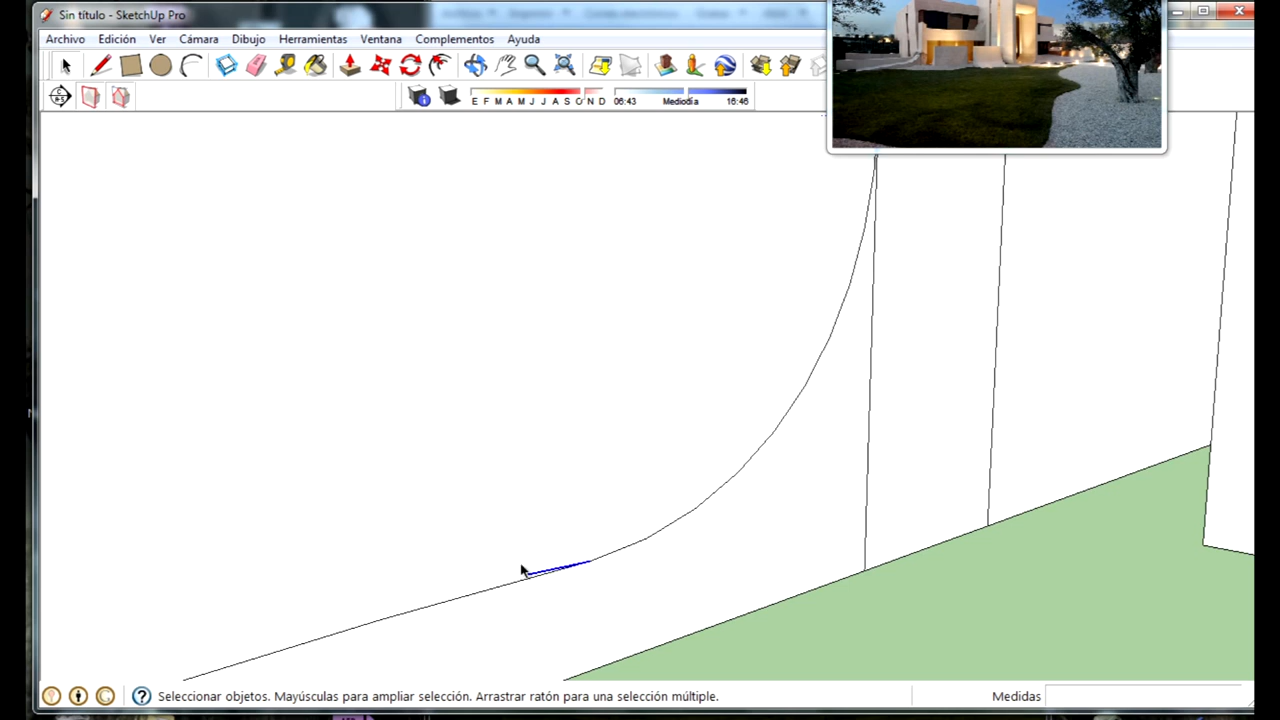 Sin título - SketchUp Pro
Archivo Edición Ver Cámara Dibujo Herramientas Ventana Complementos Ayuda
E F M A M J J A S O N D 06:43 Mediodía 16:46
Seleccionar objetos. Mayúsculas para ampliar selección. Arrastrar ratón para una selección múltiple. Medidas